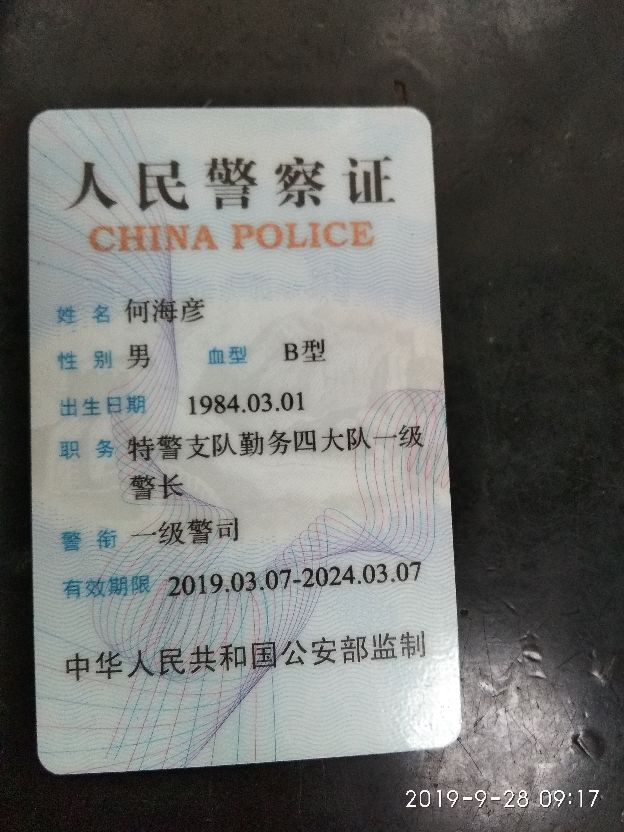 人民警察证
CHINA POLICE
姓 名 何海彦
性 别 男 血型 B型
出生日期 1984.03.01
职 务 特警支队勤务四大队一级
警长
警 衔 一级警司
有效期限 2019.03.07-2024.03.07
中华人民共和国公安部监制
2019-9-28 09:17